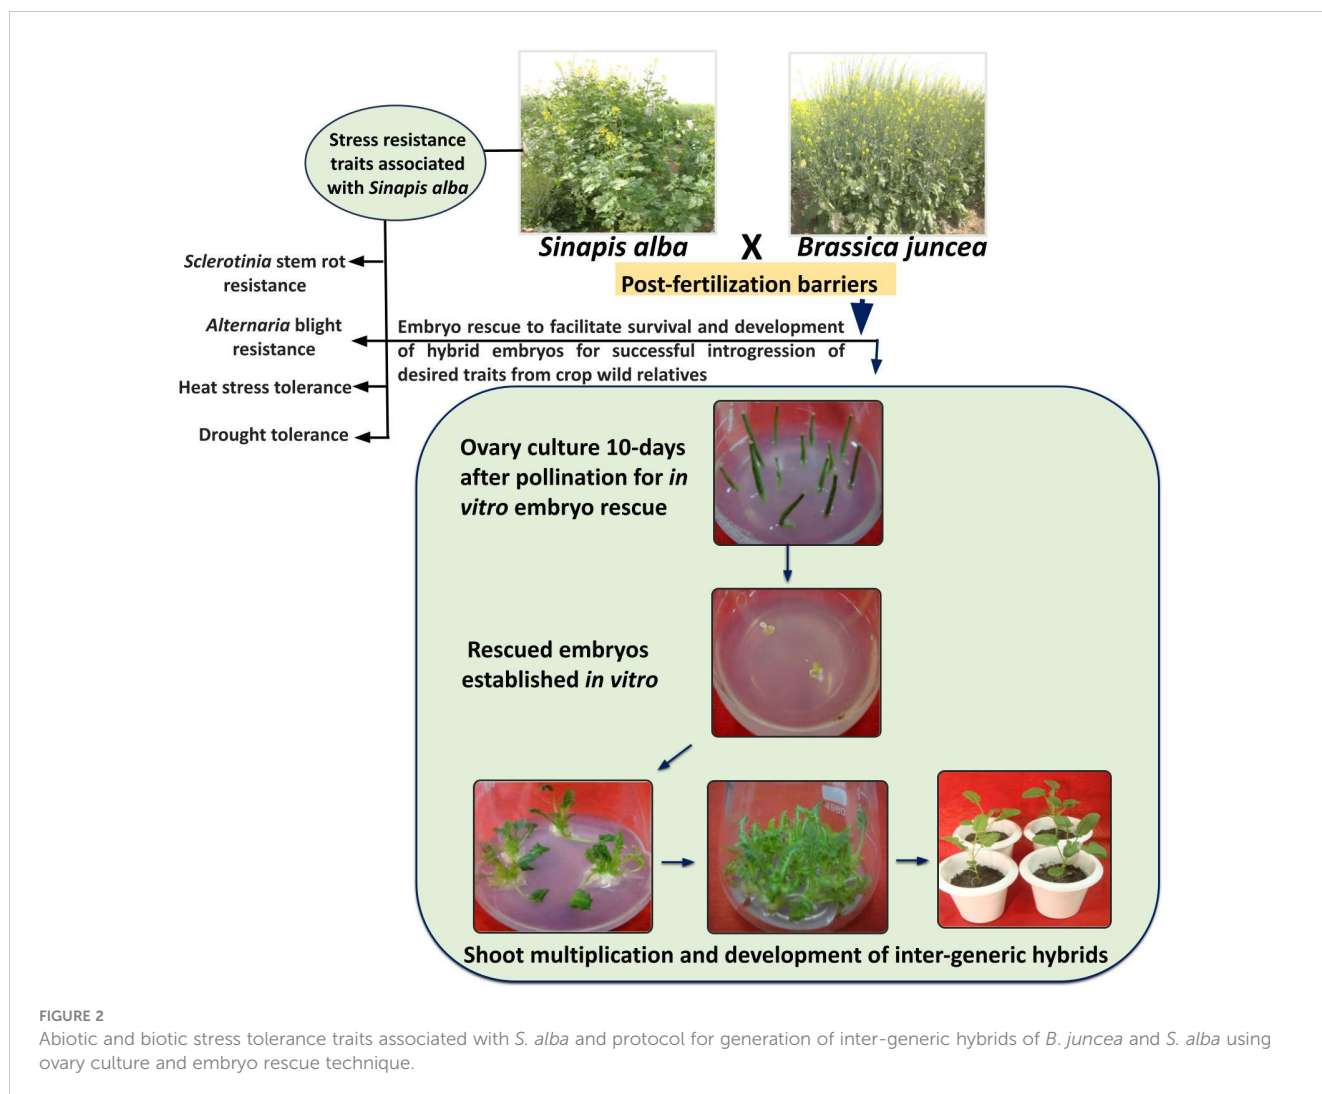 Stress resistance
traits associated
with Sinapis alba
Sinapis alba X Brassica juncea
Post-fertilization barriers
Sclerotinia stem rot
resistance
Alternaria blight
resistance
Heat stress tolerance
Drought tolerance
Embryo rescue to facilitate survival and development
of hybrid embryos for successful introgression of
desired traits from crop wild relatives
Ovary culture 10-days
after pollination for in
vitro embryo rescue
Rescued embryos
established in vitro
4980
Shoot multiplication and development of inter-generic hybrids
FIGURE 2
Abiotic and biotic stress tolerance traits associated with S. alba and protocol for generation of inter-generic hybrids of B. juncea and S. alba using
ovary culture and embryo rescue technique.